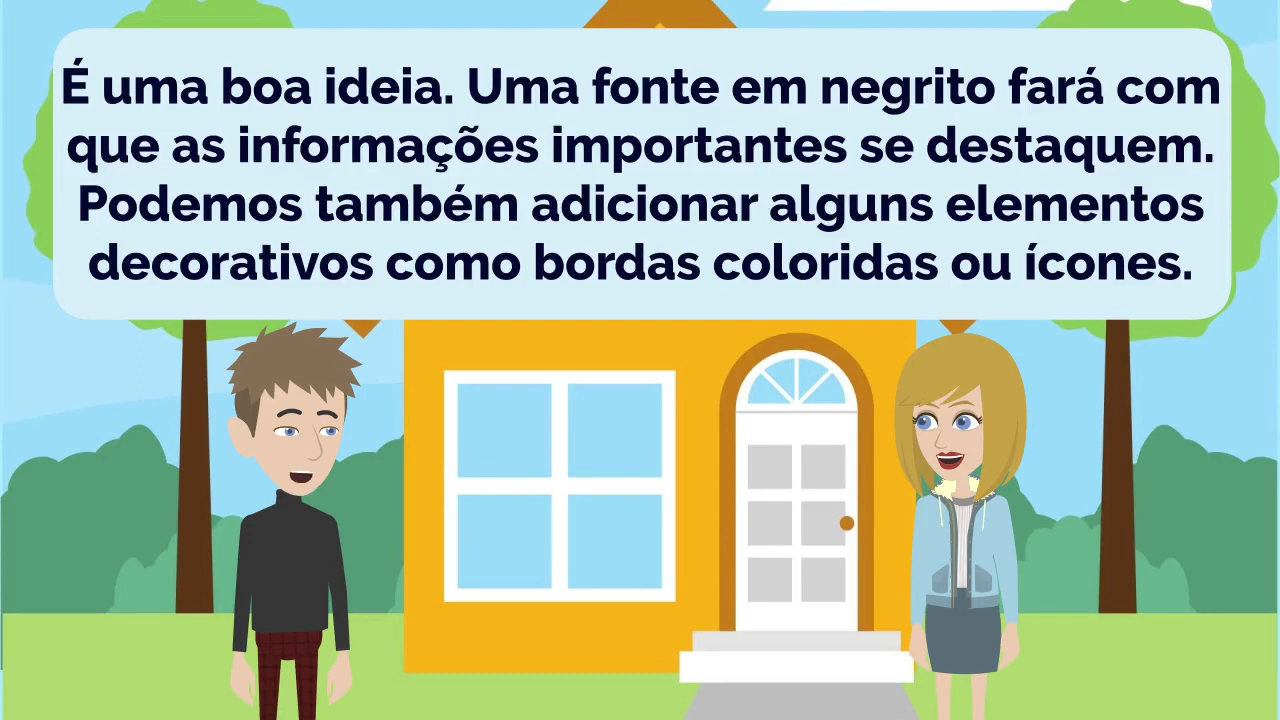 É uma boa ideia. Uma fonte em negrito fará com
que as informações importantes se destaquem.
Podemos também adicionar alguns elementos
decorativos como bordas coloridas ou ícones.